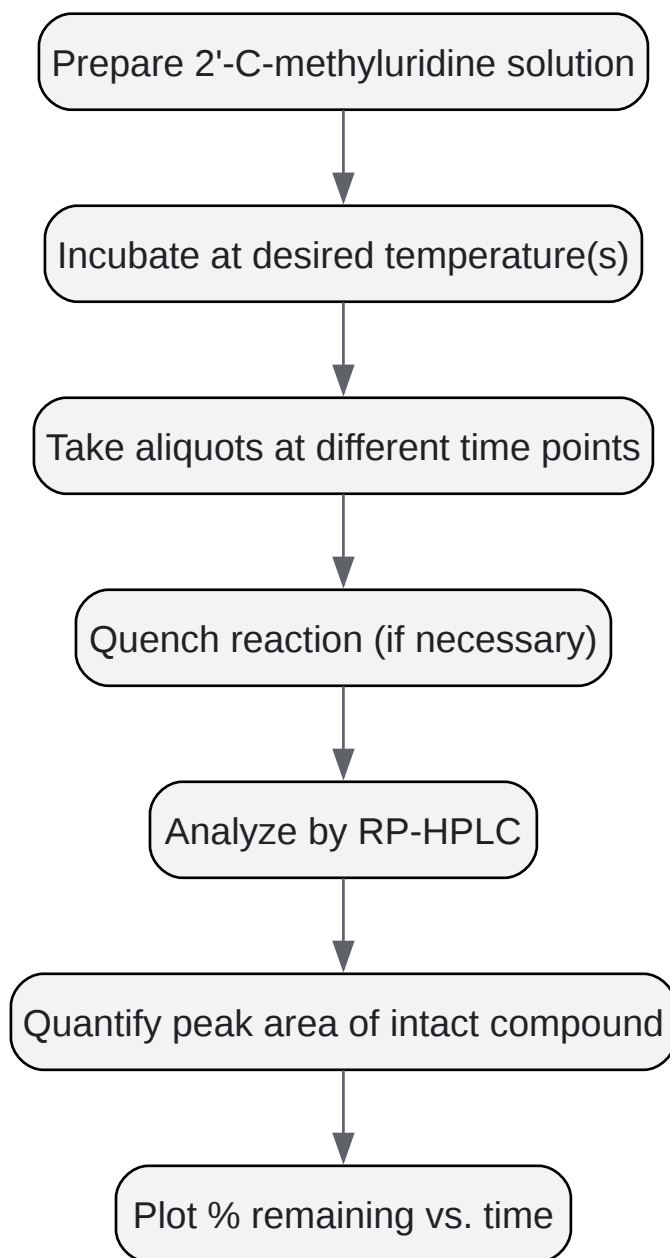 Prepare 2'-C-methyluridine solution
Incubate at desired temperature(s)
Take aliquots at different time points
Quench reaction (if necessary)
Analyze by RP-HPLC
Quantify peak area of intact compound
Plot % remaining vs. time